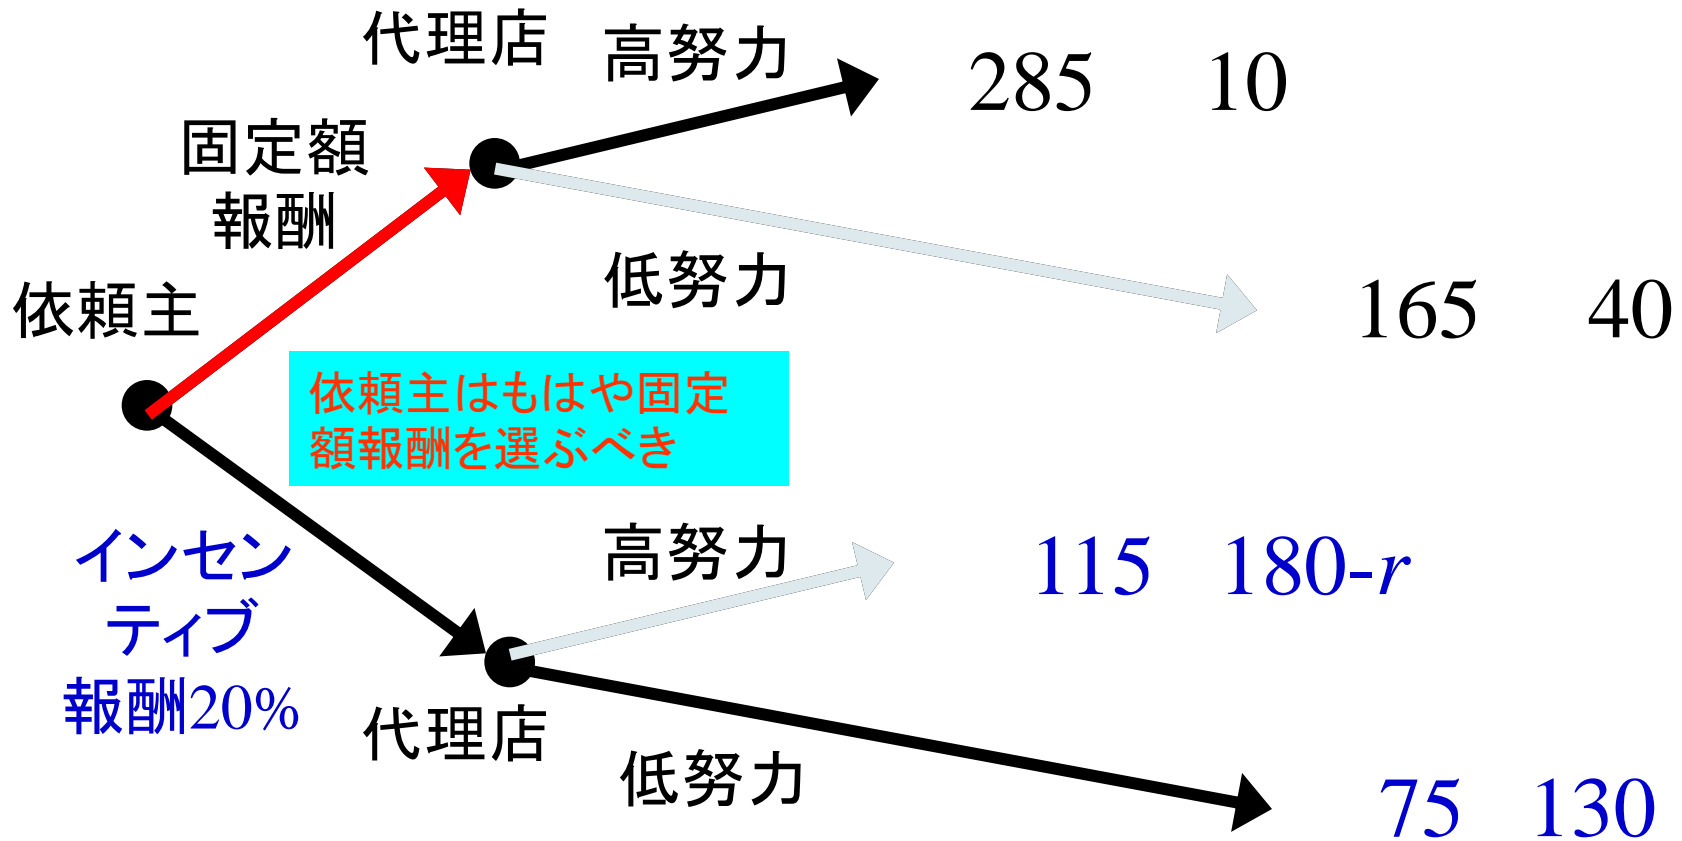 代理店
高努力
285 10
固定額
報酬
低努力
依頼主
165 40
依頼主はもはや固定
額報酬を選ぶべき
高努力
115 180-r
インセン
ティブ
報酬20%
代理店
低努力
75 130